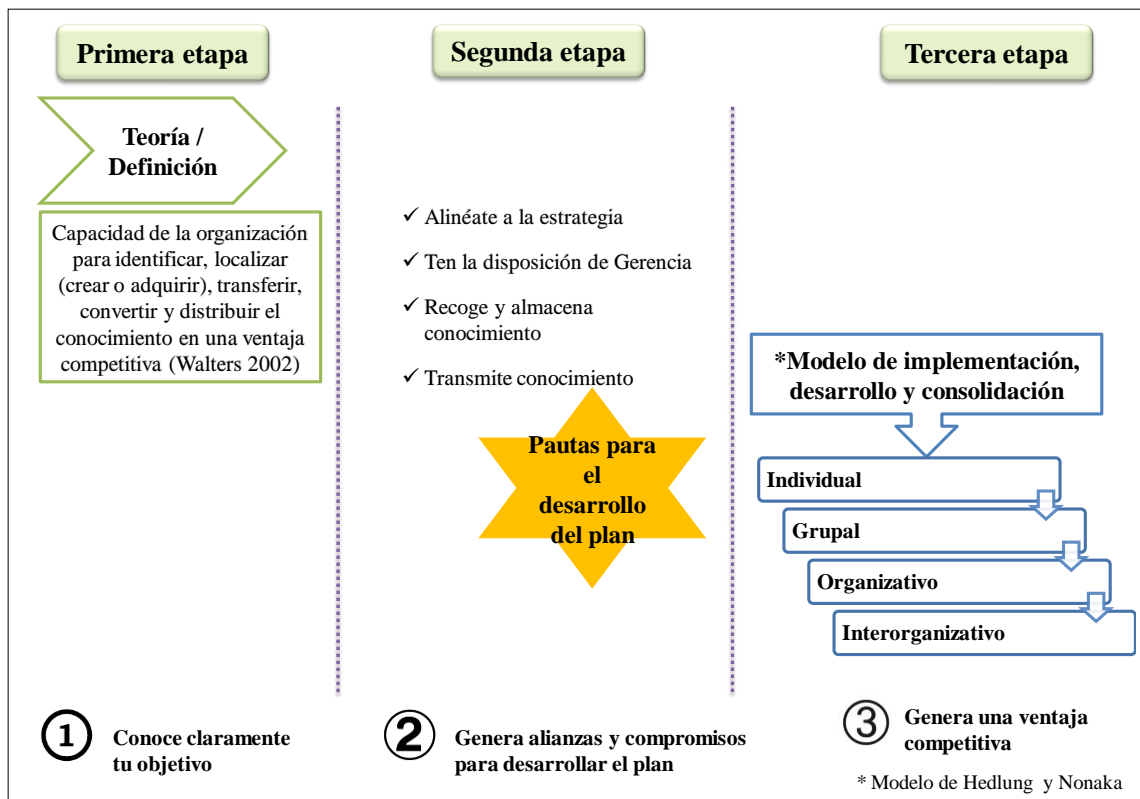 Primera etapa
Teoría /
Definición
Capacidad de la organización
para identificar, localizar
(crear o adquirir), transferir,
convertir y distribuir el
conocimiento en una ventaja
competitiva (Walters 2002)
1
Conoce claramente
tu objetivo
Segunda etapa
✓ Alinéate a la estrategia
✓ Ten la disposición de Gerencia
✓ Recoge y almacena
conocimiento
✓ Transmite conocimiento
Pautas para
el
desarrollo
del plan
2
Genera alianzas y compromisos
para desarrollar el plan
Tercera etapa
*Modelo de implementación,
desarrollo y consolidación
Individual
Grupal
Organizativo
Interorganizativo
3
Genera una ventaja
competitiva
* Modelo de Hedlung y Nonaka